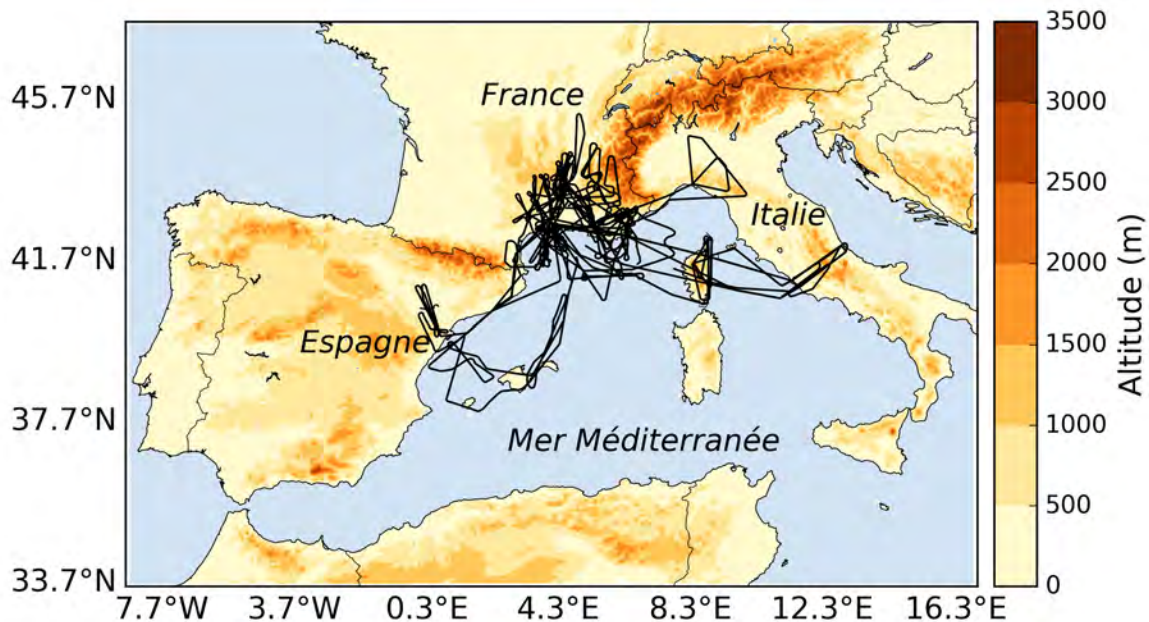 45.7°N
41.7°N
37.7°N
33.7°N
France
Italie
Espagne
Mer Méditerranée
7.7°W 3.7°W 0.3°E 4.3°E 8.3°E 12.3°E 16.3°E
3500
3000
2500
2000
1500
1000
500
0
Altitude (m)